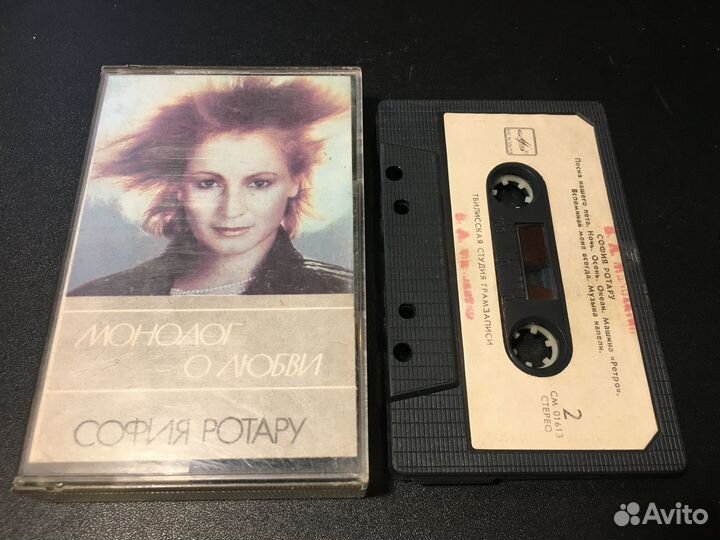 МОНОЛОГ
О ЛЮБВИ
СОФИЯ РОТАРУ
СОФИЯ РОТАРУ
Песня нашего лета. Ночь. Осень. Океан. Машина «Ретро».
Вспоминай меня всегда. Музыка капели.
ТБИЛИССКАЯ СТУДИЯ ГРАМЗАПИСИ
2
СМ 01613
СТЕРЕО
Avito